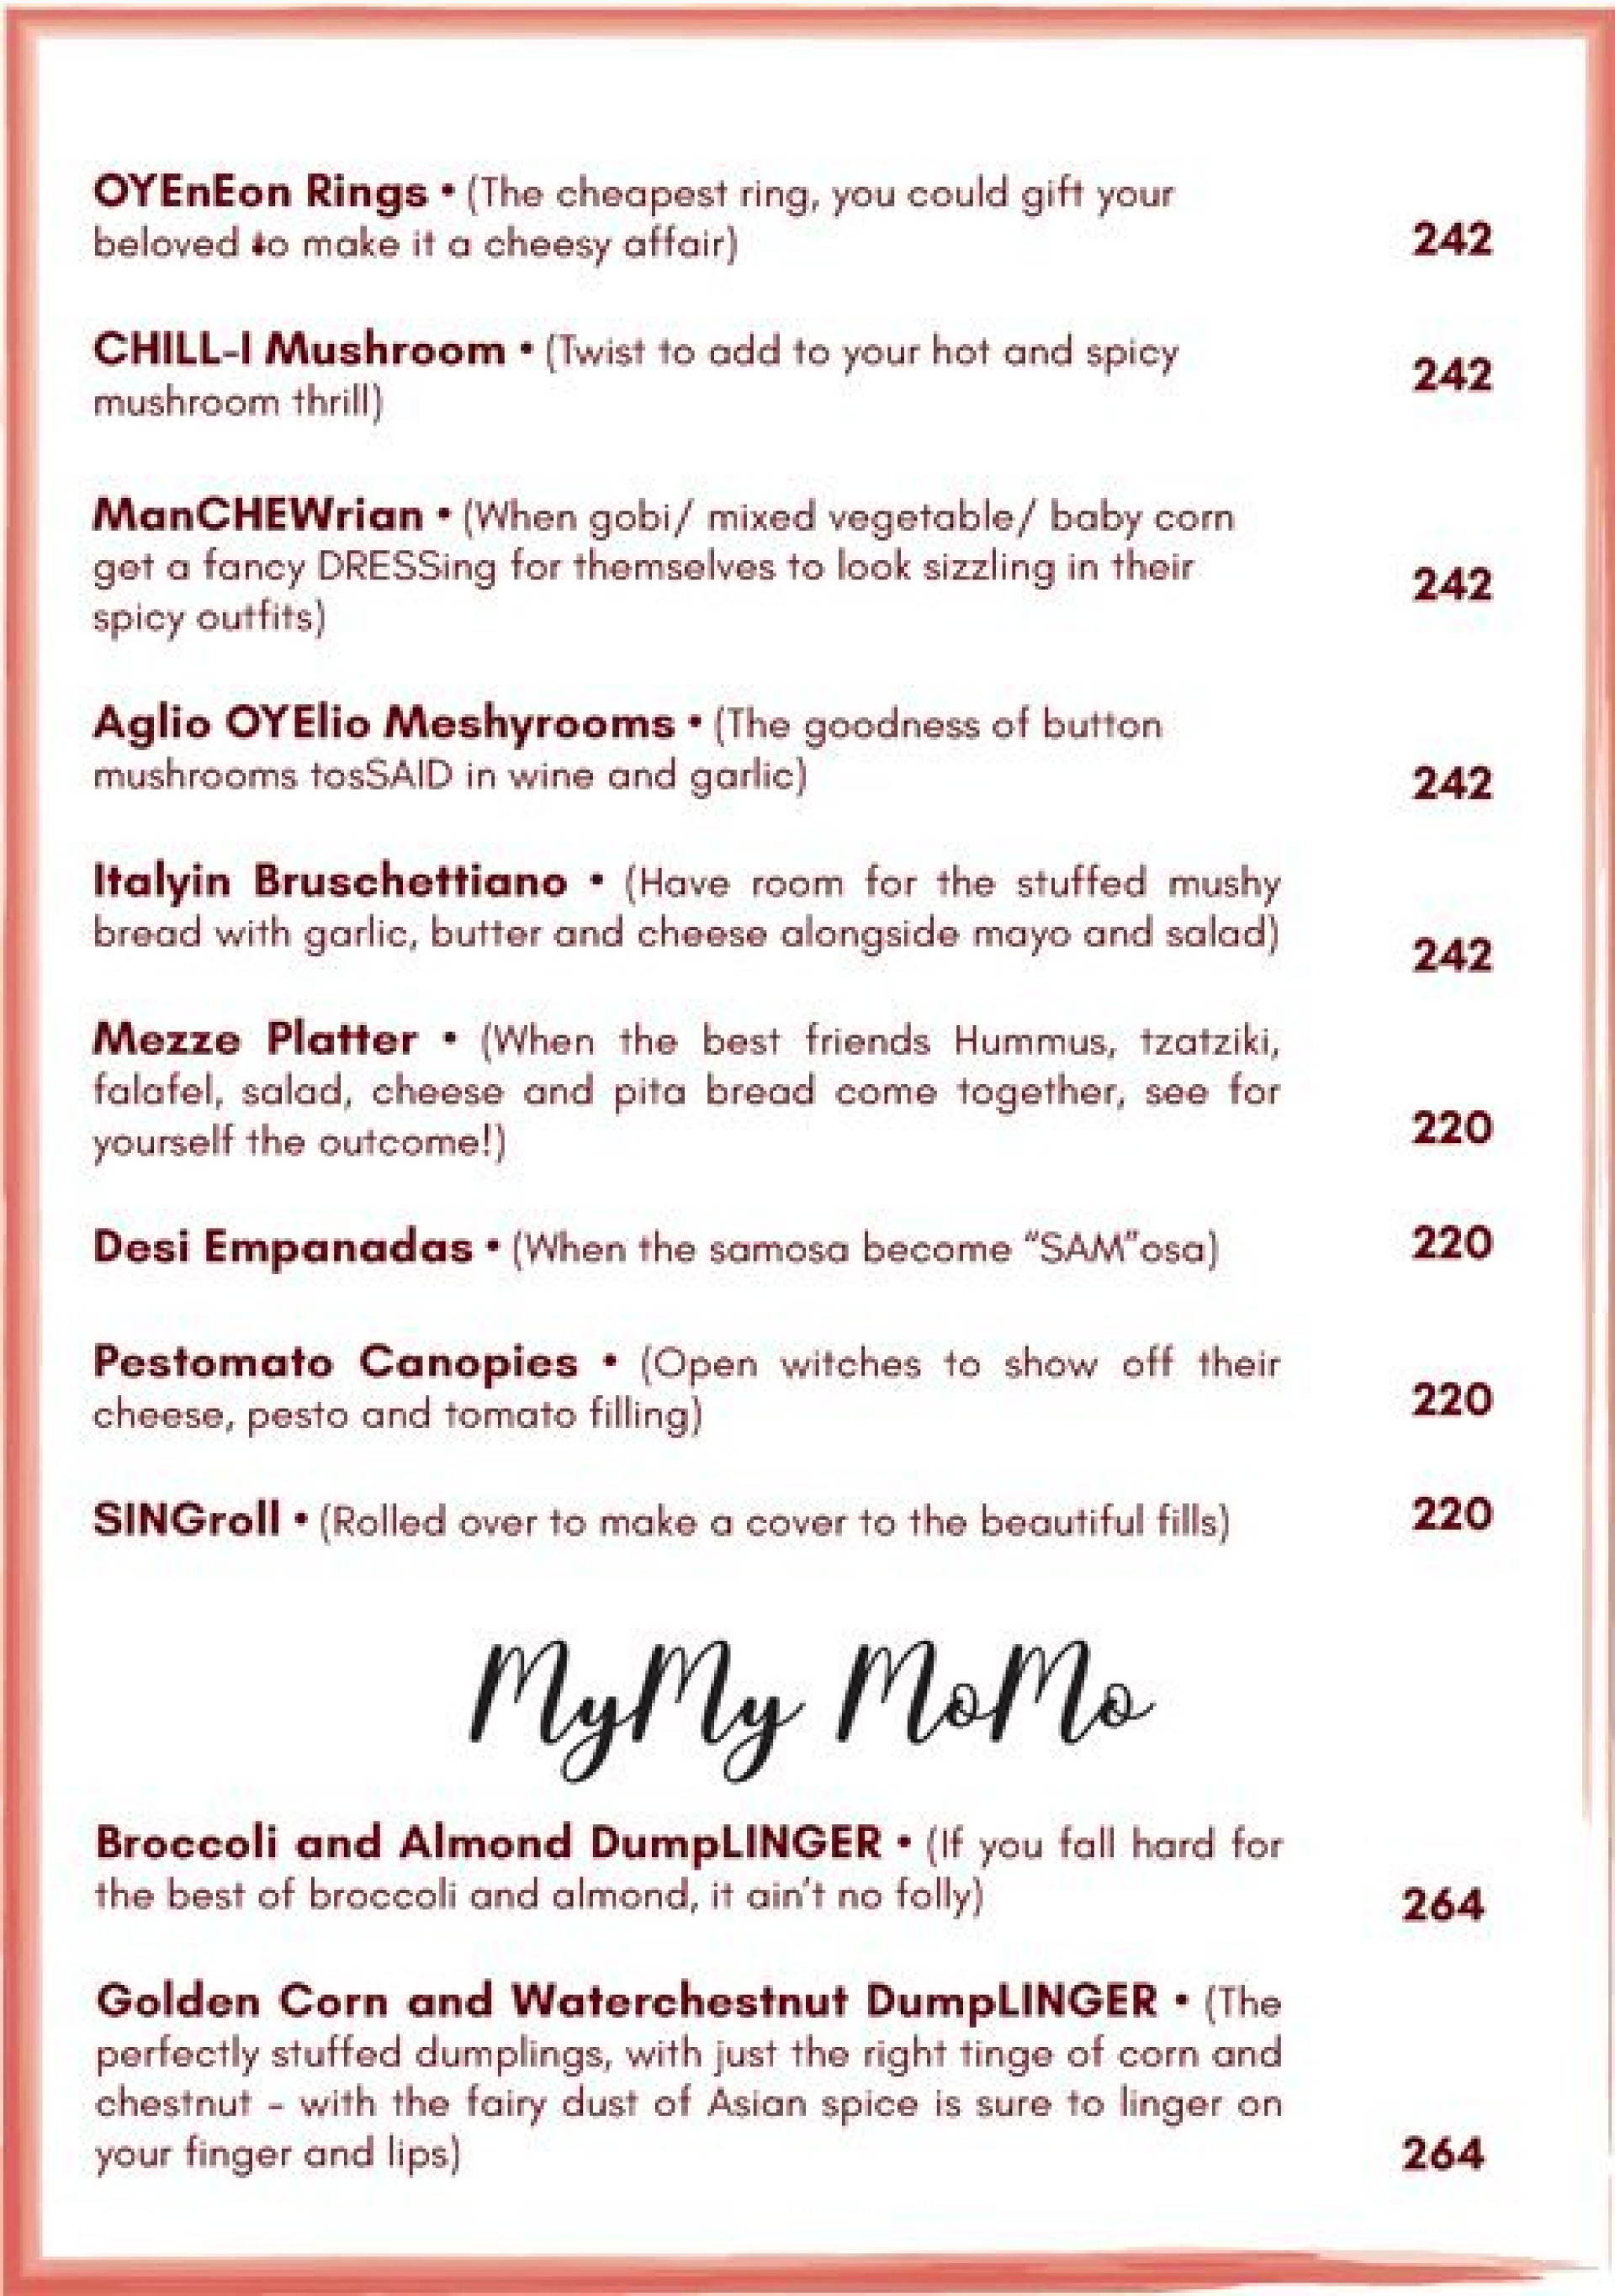 OYEnEon Rings • (The cheapest ring, you could gift your
beloved to make it a cheesy affair)
242
CHILL-I Mushroom • (Twist to add to your hot and spicy
mushroom thrill)
242
ManCHEWrian • (When gobi/ mixed vegetable/ baby corn
get a fancy DRESSing for themselves to look sizzling in their
spicy outfits)
242
Aglio OYElio Meshyrooms • (The goodness of button
mushrooms tosSAID in wine and garlic)
242
Italyin Bruschettiano • (Have room for the stuffed mushy
bread with garlic, butter and cheese alongside mayo and salad)
242
Mezze Platter • (When the best friends Hummus, tzatziki,
falafel, salad, cheese and pita bread come together, see for
yourself the outcome!)
220
Desi Empanadas • (When the samosa become “SAM”osa)
220
Pestomato Canopies • (Open witches to show off their
cheese, pesto and tomato filling)
220
SINGroll • (Rolled over to make a cover to the beautiful fills)
220
MyMy MoMo
Broccoli and Almond DumpLINGER • (If you fall hard for
the best of broccoli and almond, it ain't no folly)
264
Golden Corn and Waterchestnut DumpLINGER • (The
perfectly stuffed dumplings, with just the right tinge of corn and
chestnut - with the fairy dust of Asian spice is sure to linger on
your finger and lips)
264